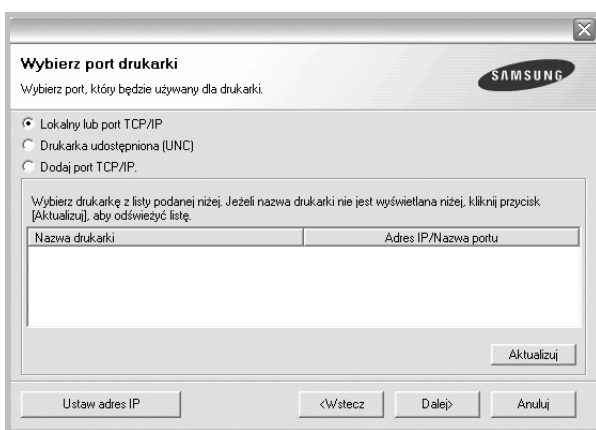 Wybierz port drukarki
Wybierz port, który będzie używany dla drukarki.
SAMSUNG
Lokalny lub port TCP/IP
Drukarka udostępniona (UNC)
Dodaj port TCP/IP.
Wybierz drukarkę z listy podanej niżej. Jeżeli nazwa drukarki nie jest wyświetlana niżej, kliknij przycisk
[Aktualizuj], aby odświeżyć listę.
Nazwa drukarki Adres IP/Nazwa portu
Aktualizuj
Ustaw adres IP <Wstecz Dalej> Anuluj